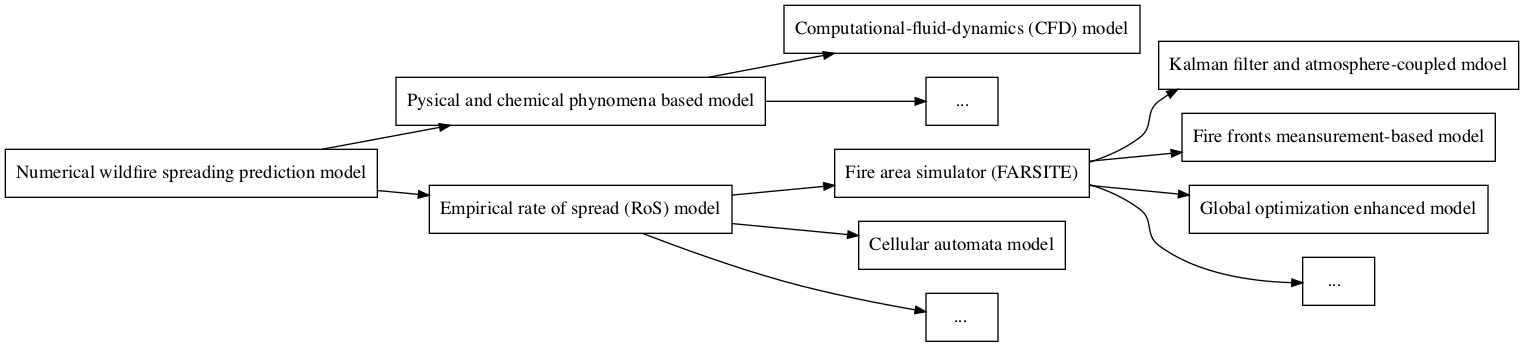 Computational-fluid-dynamics (CFD) model
Kalman filter and atmosphere-coupled mdoel
Pysical and chemical phynomena based model
...
Fire fronts meansurement-based model
Numerical wildfire spreading prediction model
Fire area simulator (FARSITE)
Empirical rate of spread (RoS) model
Global optimization enhanced model
Cellular automata model
...
...